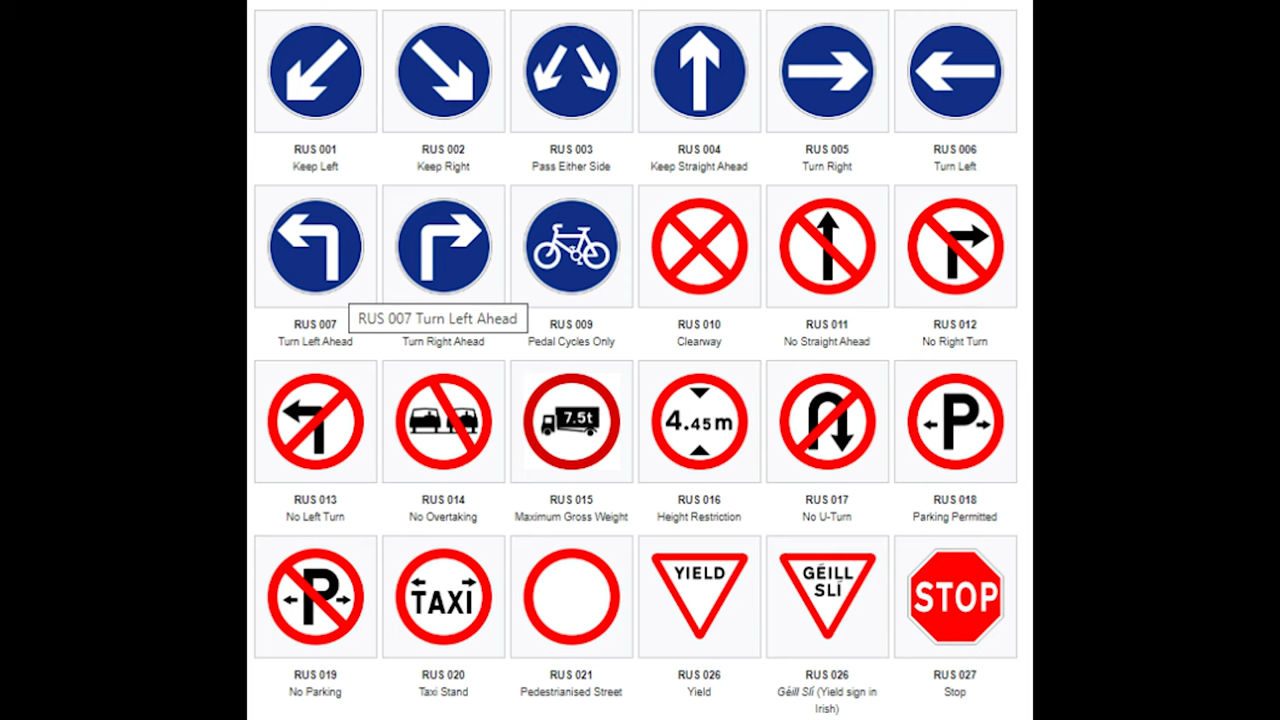 RUS 001
Keep Left
RUS 002
Keep Right
RUS 003
Pass Either Side
RUS 004
Keep Straight Ahead
RUS 005
Turn Right
RUS 006
Turn Left
RUS 007
Turn Left Ahead
RUS 007 Turn Left Ahead
Turn Right Ahead
RUS 009
Pedal Cycles Only
RUS 010
Clearway
RUS 011
No Straight Ahead
RUS 012
No Right Turn
RUS 013
No Left Turn
RUS 014
No Overtaking
7.5t
RUS 015
Maximum Gross Weight
4.45m
RUS 016
Height Restriction
RUS 017
No U-Turn
P
RUS 018
Parking Permitted
P
RUS 019
No Parking
TAXI
RUS 020
Taxi Stand
RUS 021
Pedestrianised Street
YIELD
RUS 026
Yield
GÉILL
SLÍ
RUS 026
Géill Slí (Yield sign in
Irish)
STOP
RUS 027
Stop